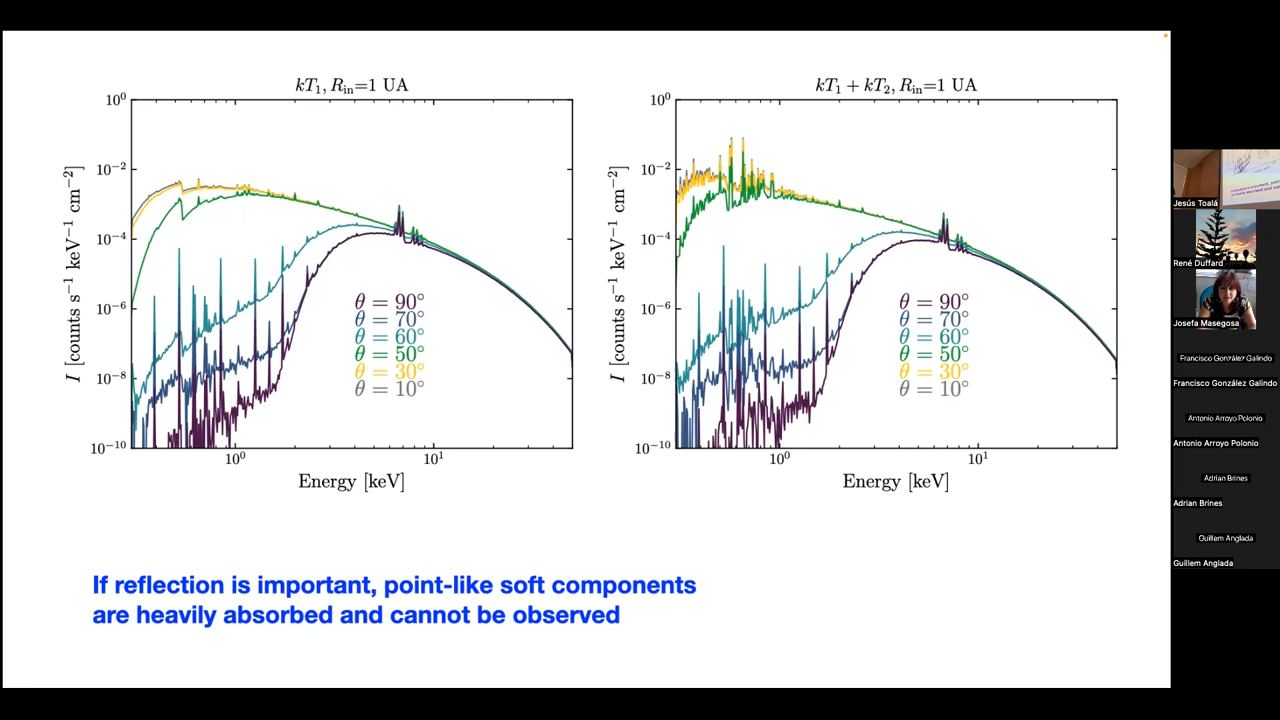 kT₁, Rᵢₙ=1 UA
10⁰
10⁻²
10⁻⁴
10⁻⁶
10⁻⁸
10⁻¹⁰
I [counts s⁻¹ keV⁻¹ cm⁻²]
θ = 90°
θ = 70°
θ = 60°
θ = 50°
θ = 30°
θ = 10°
10⁰
10¹
Energy [keV]
kT₁ + kT₂, Rᵢₙ=1 UA
10⁰
10⁻²
10⁻⁴
10⁻⁶
10⁻⁸
10⁻¹⁰
I [counts s⁻¹ keV⁻¹ cm⁻²]
θ = 90°
θ = 70°
θ = 60°
θ = 50°
θ = 30°
θ = 10°
10⁰
10¹
Energy [keV]
If reflection is important, point-like soft components
are heavily absorbed and cannot be observed
Jesús Toalá
René Duffard
Josefa Masegosa
Francisco González Galindo
Francisco González Galindo
Antonio Arroyo Polonio
Antonio Arroyo Polonio
Adrian Brines
Adrian Brines
Guillem Anglada
Guillem Anglada